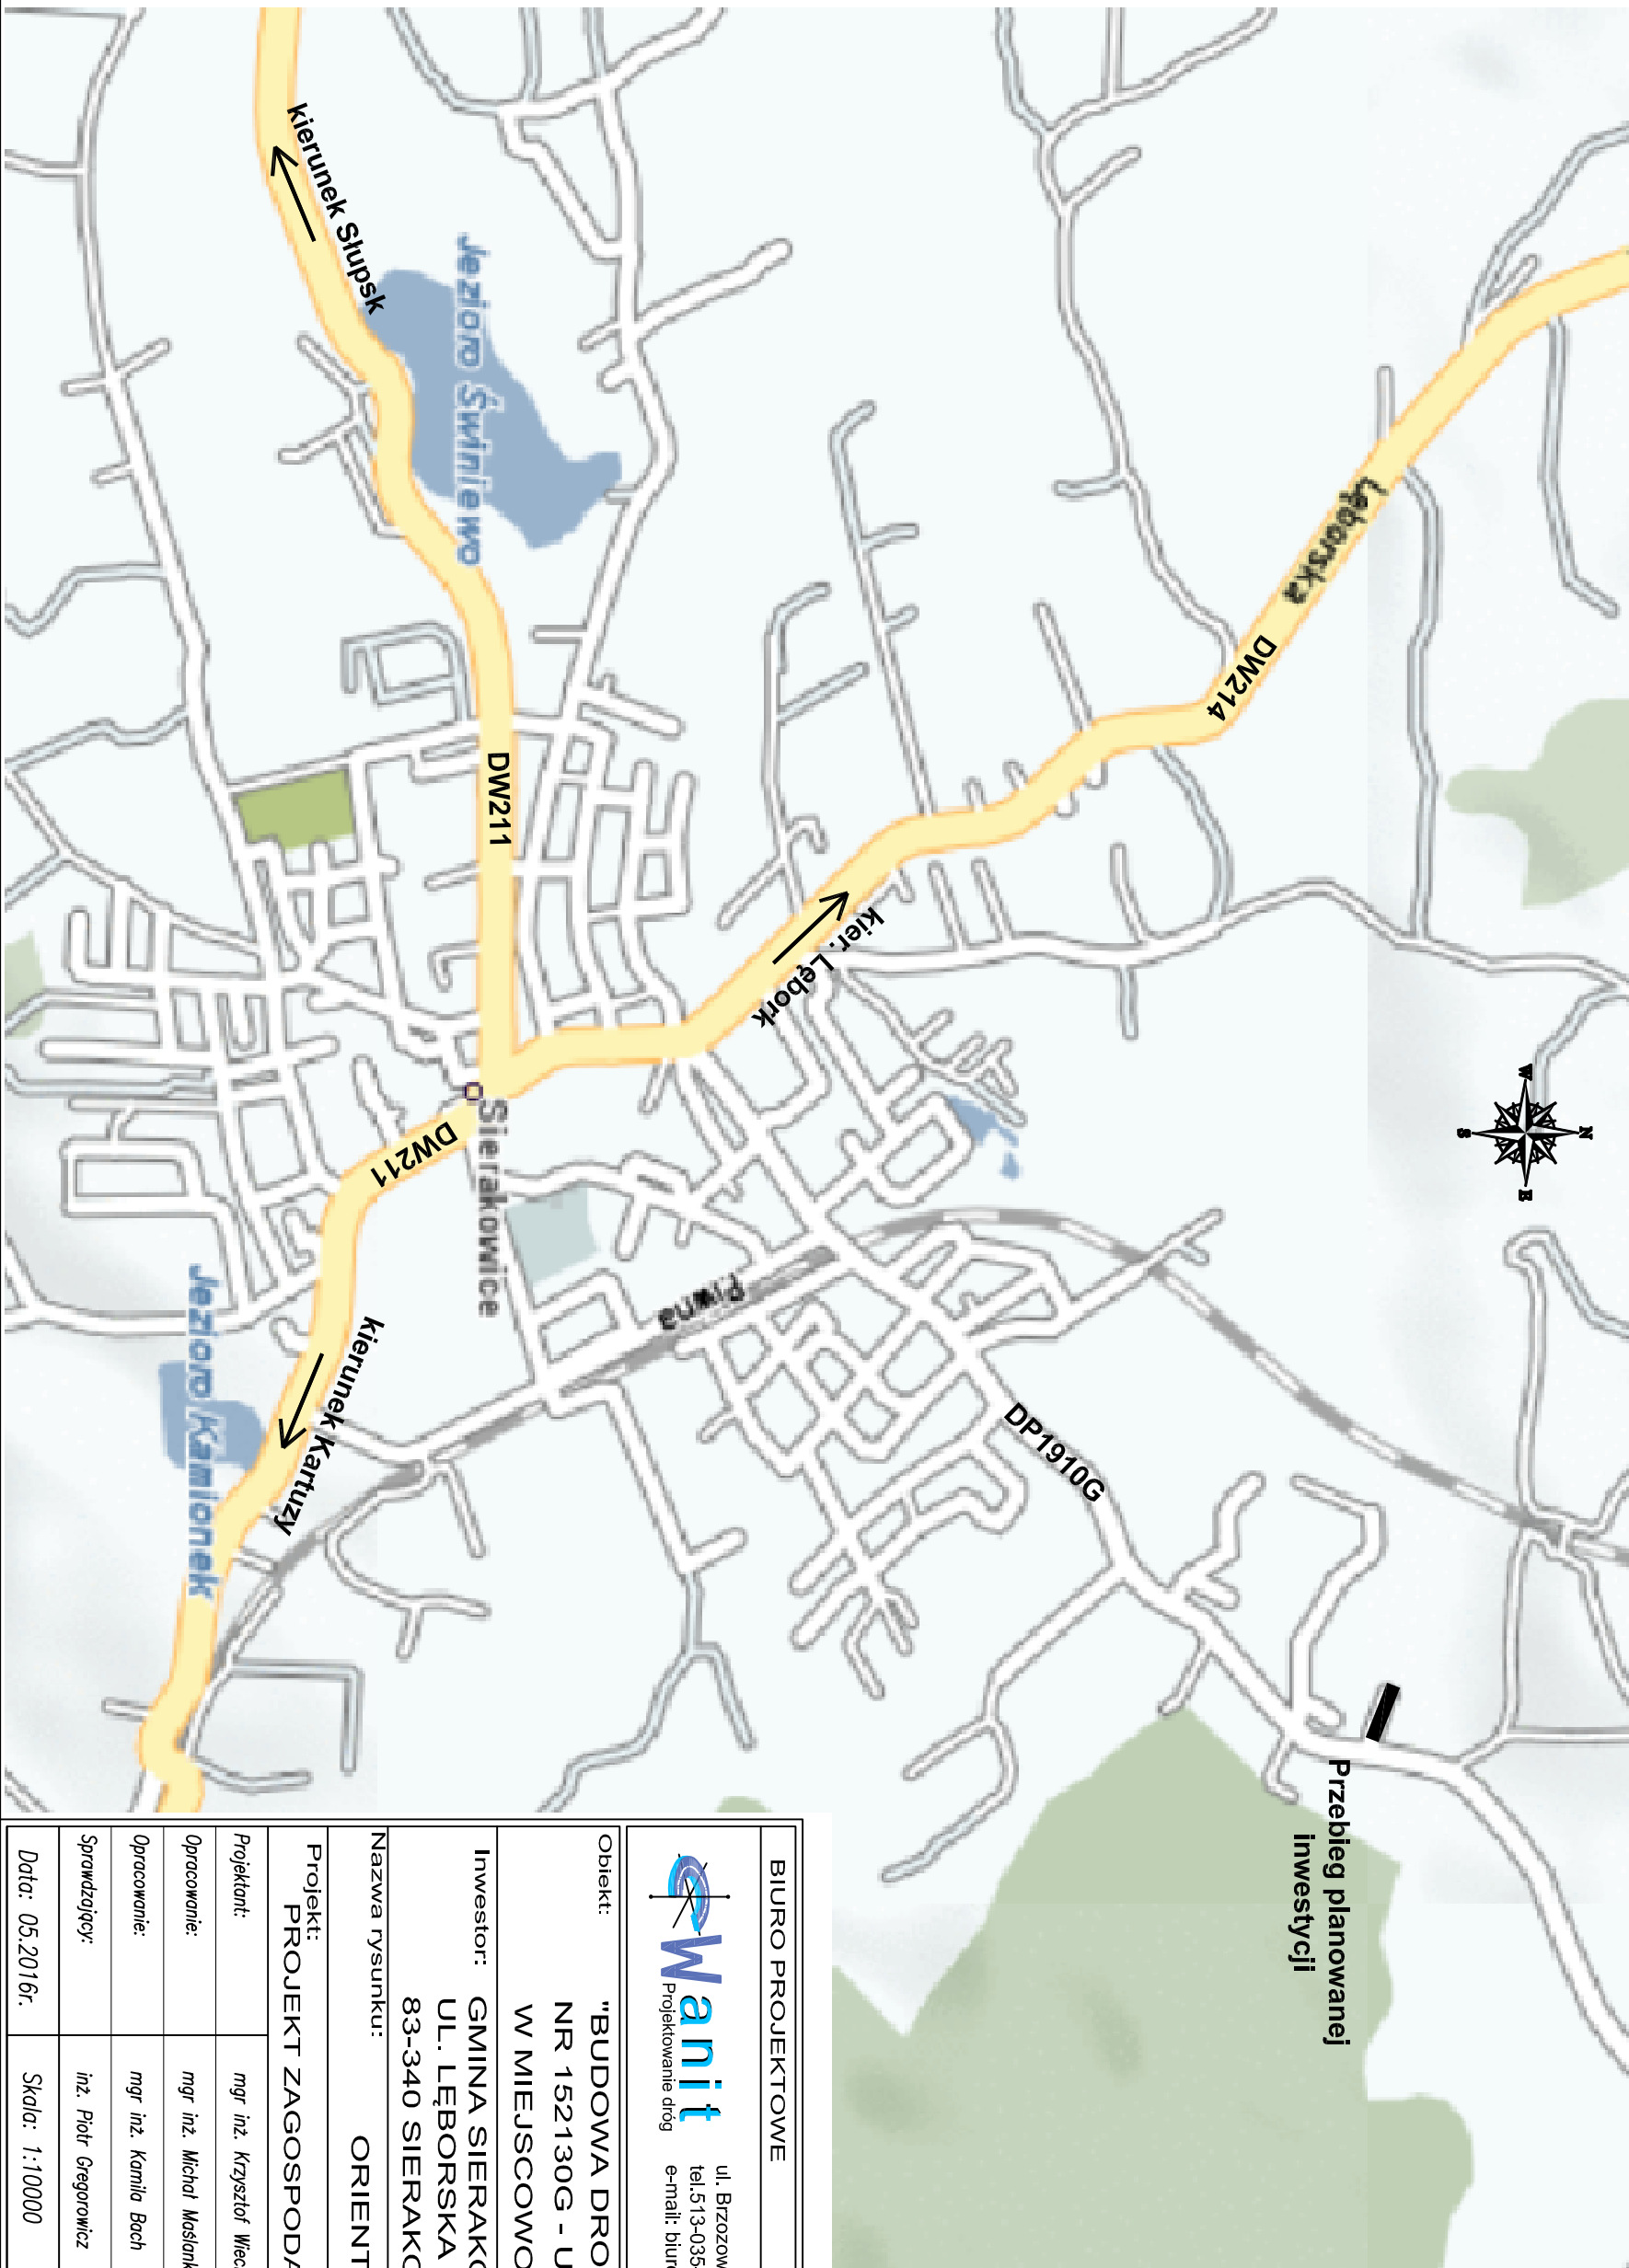 kierunek Słupsk
Jezioro Świniewo
DW211
Lęborska
DW214
kier. Lębork
W
N
S
E
Sierakowice
DW211
Piwna
kierunek Kartuzy
Jezioro Kamionek
DP1910G
Przebieg planowanej
inwestycji
BIURO PROJEKTOWE
Wanit
Projektowanie dróg
ul. Brzozow
tel.513-035
e-mail: biur
Obiekt:
"BUDOWA DRO
NR 152130G - U
W MIEJSCOWO
Inwestor:
GMINA SIERAKO
UL. LĘBORSKA
83-340 SIERAKO
Nazwa rysunku:
ORIENT
Projekt:
PROJEKT ZAGOSPODA
Projektant:
mgr inż. Krzysztof Wiec
Opracowanie:
mgr inż. Michał Maślank
Opracowanie:
mgr inż. Kamila Bach
Sprawdzający:
inż. Piotr Gregorowicz
Data: 05.2016r.
Skala: 1:10000